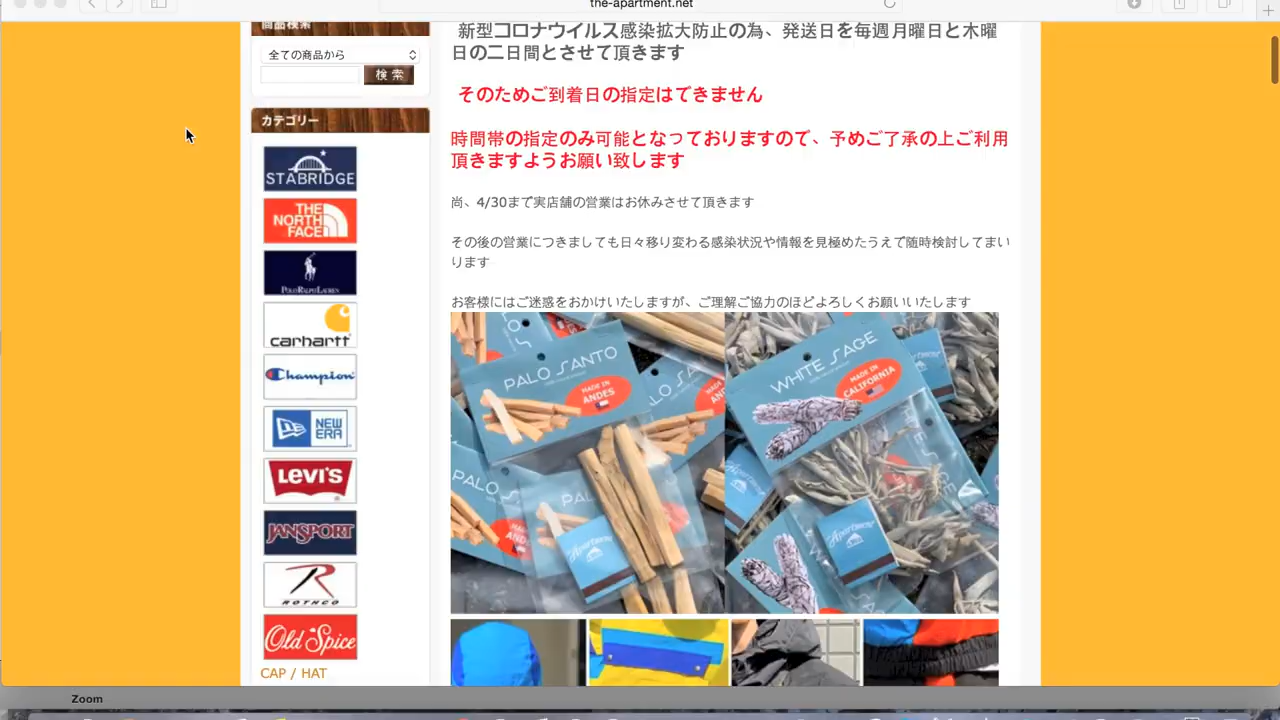 the-apartment.net
商品検索
全ての商品から
検 索
カテゴリー
STABRIDGE
THE
NORTH
FACE
POLO RALPH LAUREN
carhartt
Champion
NEW
ERA
LEVI'S
JANSPORT
ROTHCO
Old Spice
CAP / HAT
新型コロナウイルス感染拡大防止の為、発送日を毎週月曜日と木曜
日の二日間とさせて頂きます
そのためご到着日の指定はできません
時間帯の指定のみ可能となっておりますので、予めご了承の上ご利用
頂きますようお願い致します
尚、4/30まで実店舗の営業はお休みさせて頂きます
その後の営業につきましても日々移り変わる感染状況や情報を見極めたうえで随時検討してまい
ります
お客様にはご迷惑をおかけいたしますが、ご理解ご協力のほどよろしくお願いいたします
PALO SANTO
MADE IN
ANDES
WHITE SAGE
MADE IN
CALIFORNIA
Apartment
Apartment
Zoom